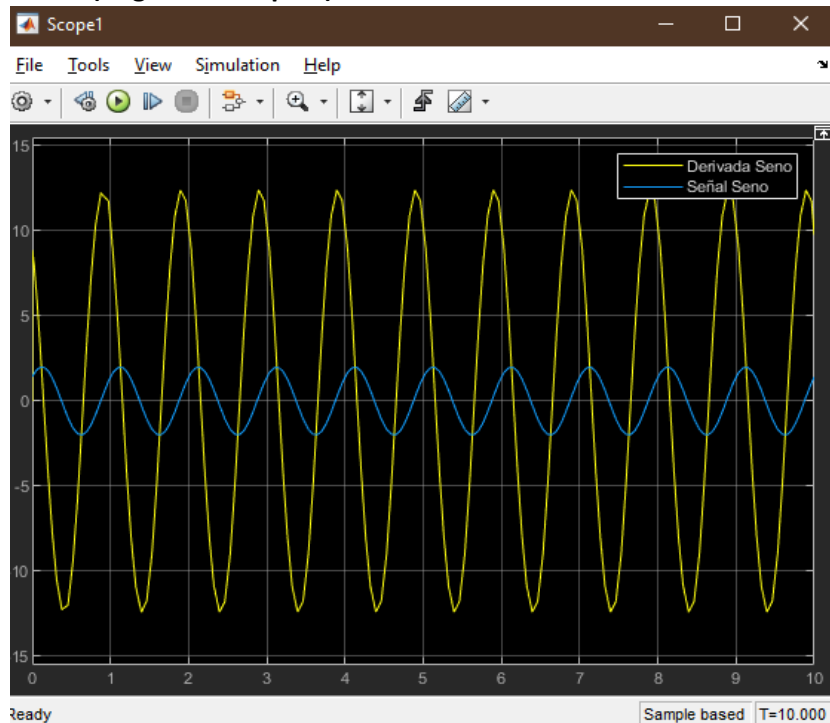 Scope1
File Tools View Simulation Help
15
Derivada Seno
Señal Seno
10
5
0
-5
10
15
0 1 2 3 4 5 6 7 8 9 10
Ready
Sample based T=10.000